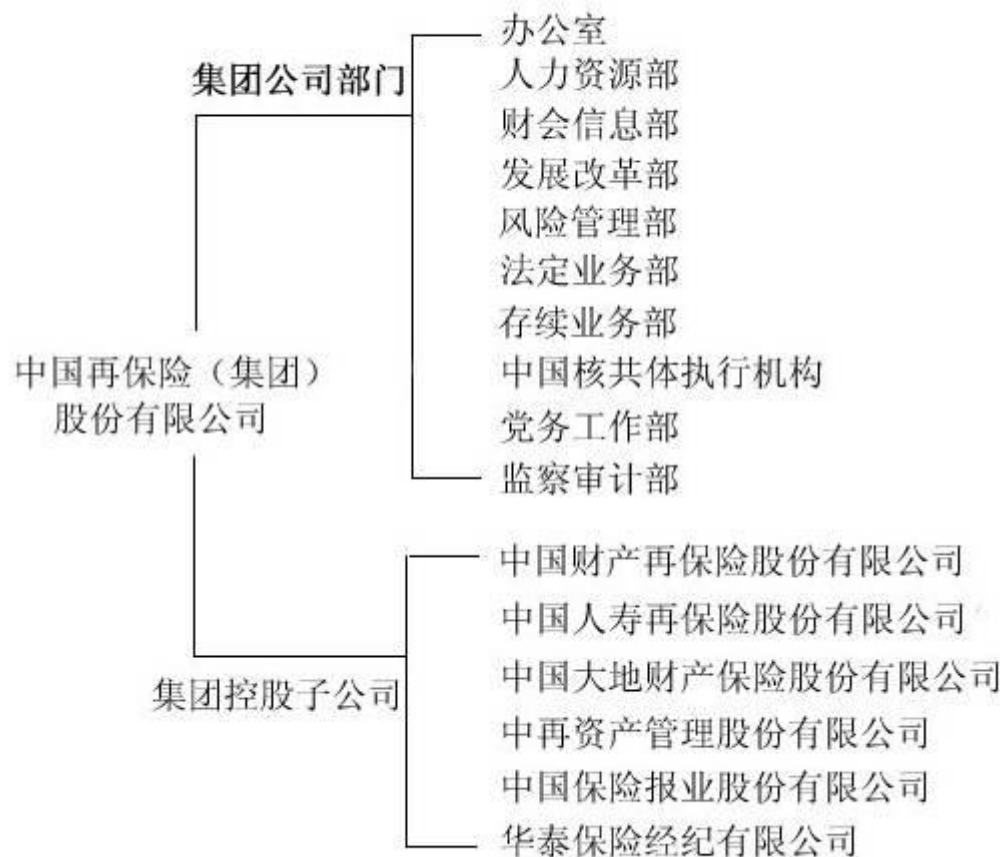 集团公司部门
办公室
人力资源部
财会信息部
发展改革部
风险管理部
法定业务部
存续业务部
中国核共体执行机构
党务工作部
监察审计部
中国再保险（集团）
股份有限公司
集团控股子公司
中国财产再保险股份有限公司
中国人寿再保险股份有限公司
中国大地财产保险股份有限公司
中再资产管理股份有限公司
中国保险报业股份有限公司
华泰保险经纪有限公司